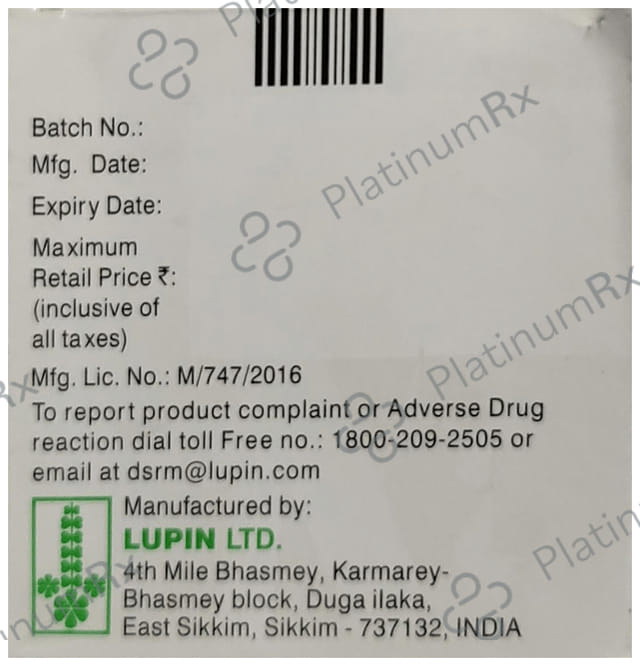 Batch No.:
Mfg. Date:
Expiry Date:
Maximum
Retail Price ₹:
(inclusive of
all taxes)
Mfg. Lic. No.: M/747/2016
To report product complaint or Adverse Drug
reaction dial toll Free no.: 1800-209-2505 or
email at dsrm@lupin.com
Manufactured by:
LUPIN LTD.
4th Mile Bhasmey, Karmarey-
Bhasmey block, Duga ilaka,
East Sikkim, Sikkim - 737132, INDIA
PlatinumRx
PlatinumRx